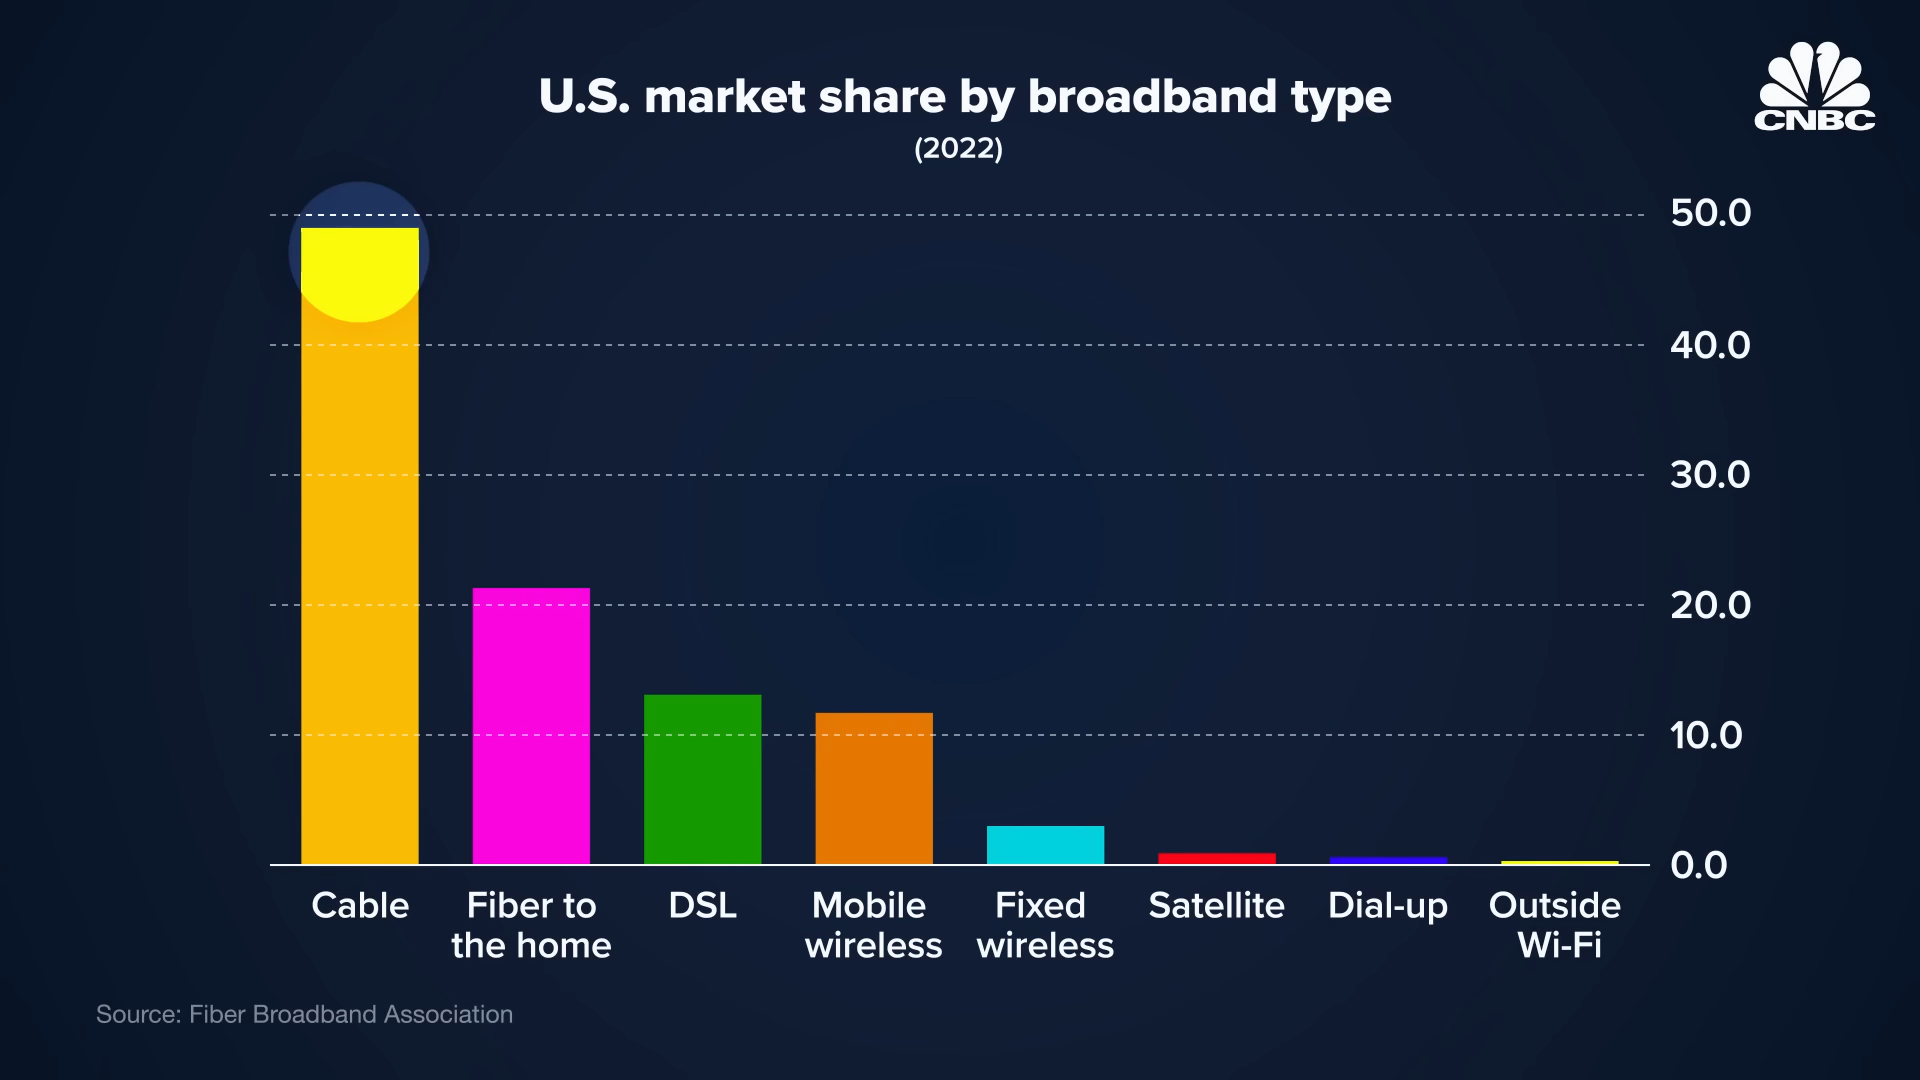 U.S. market share by broadband type
(2022)
CNBC
50.0
40.0
30.0
20.0
10.0
0.0
Cable
Fiber to
the home
DSL
Mobile
wireless
Fixed
wireless
Satellite
Dial-up
Outside
Wi-Fi
Source: Fiber Broadband Association